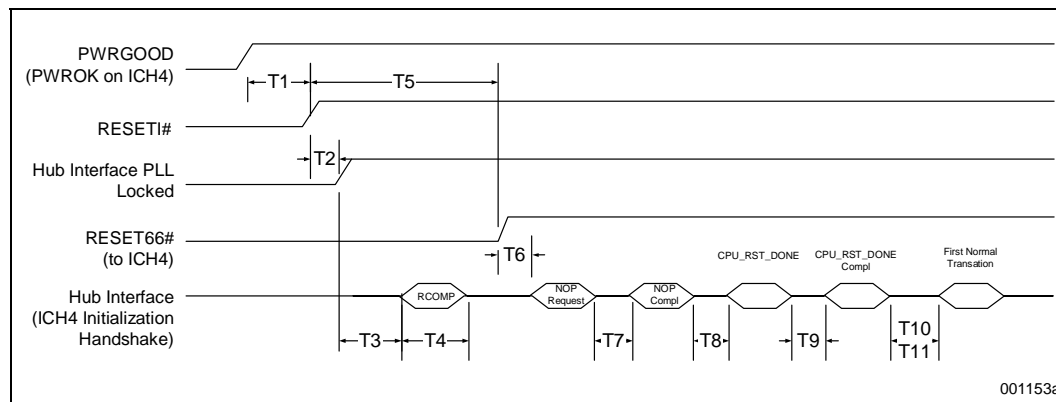 PWRGOOD
(PWROK on ICH4)
T1
T5
RESETI#
T2
Hub Interface PLL
Locked
RESET66#
(to ICH4)
T6
CPU_RST_DONE
CPU_RST_DONE
Compl
First Normal
Transation
Hub Interface
(ICH4 Initialization
Handshake)
RCOMP
NOP
Request
NOP
Compl
T3
T4
T7
T8
T9
T10
T11
001153a